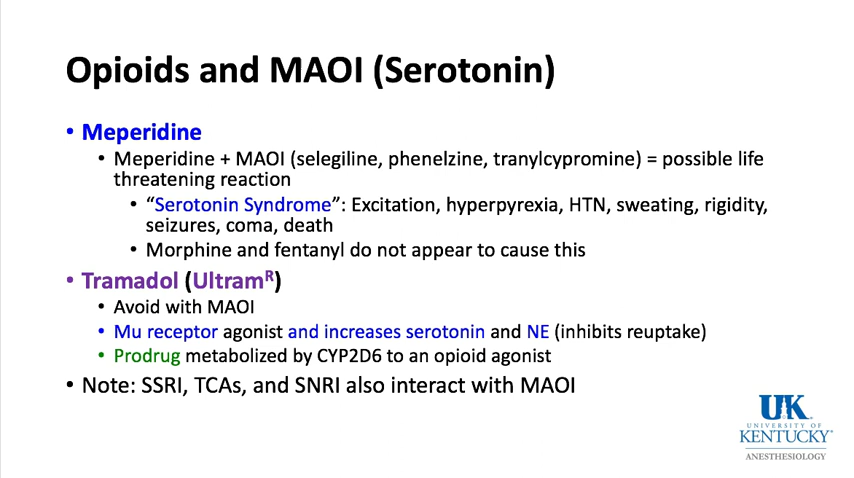 Opioids and MAOI (Serotonin)
• Meperidine
• Meperidine + MAOI (selegiline, phenelzine, tranylcypromine) = possible life
threatening reaction
• “Serotonin Syndrome”: Excitation, hyperpyrexia, HTN, sweating, rigidity,
seizures, coma, death
• Morphine and fentanyl do not appear to cause this
• Tramadol (Ultramᴿ)
• Avoid with MAOI
• Mu receptor agonist and increases serotonin and NE (inhibits reuptake)
• Prodrug metabolized by CYP2D6 to an opioid agonist
• Note: SSRI, TCAs, and SNRI also interact with MAOI
UK
UNIVERSITY OF
KENTUCKY®
ANESTHESIOLOGY